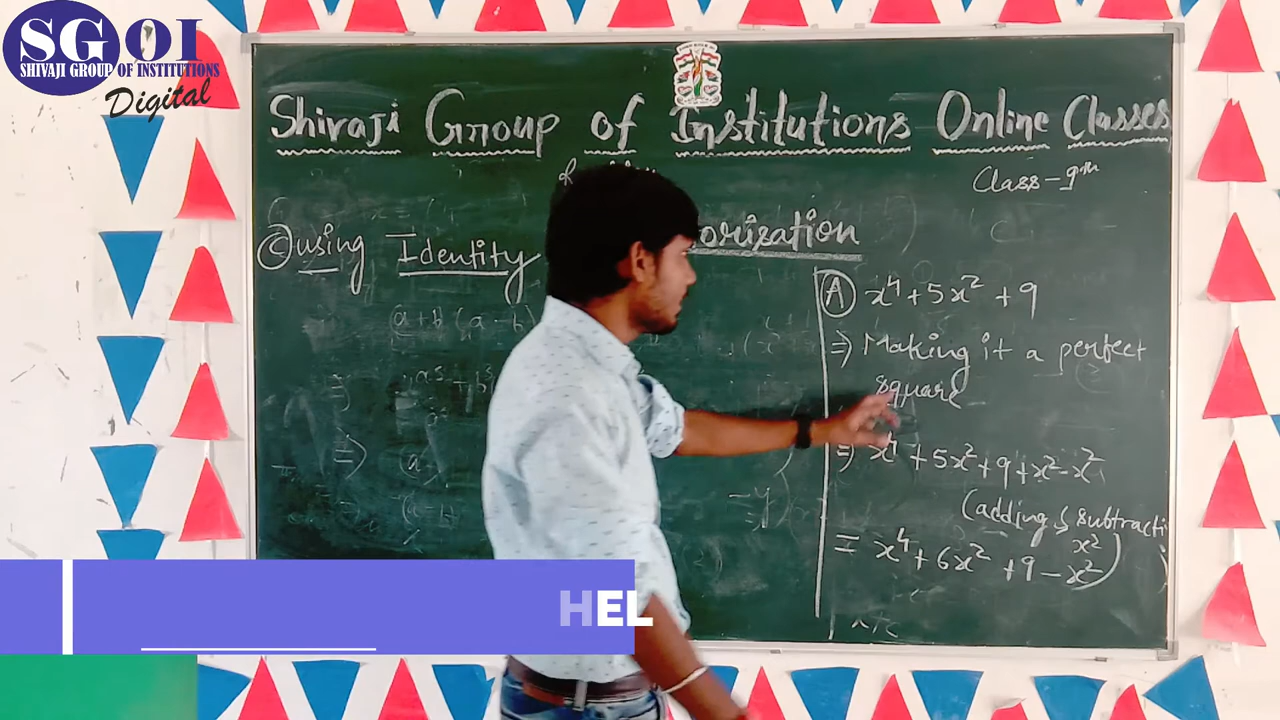 SGOI
SHIVAJI GROUP OF INSTITUTIONS
Digital
Shivaji Group of Institutions Online Classes
Class - 9th
orization
(C) using Identity
(A) x⁴ + 5x² + 9
⇒ Making it a perfect
square
⇒ x⁴ + 5x² + 9 + x² - x²
(adding & subtracti
x²)
= x⁴ + 6x² + 9 - x²
HEL